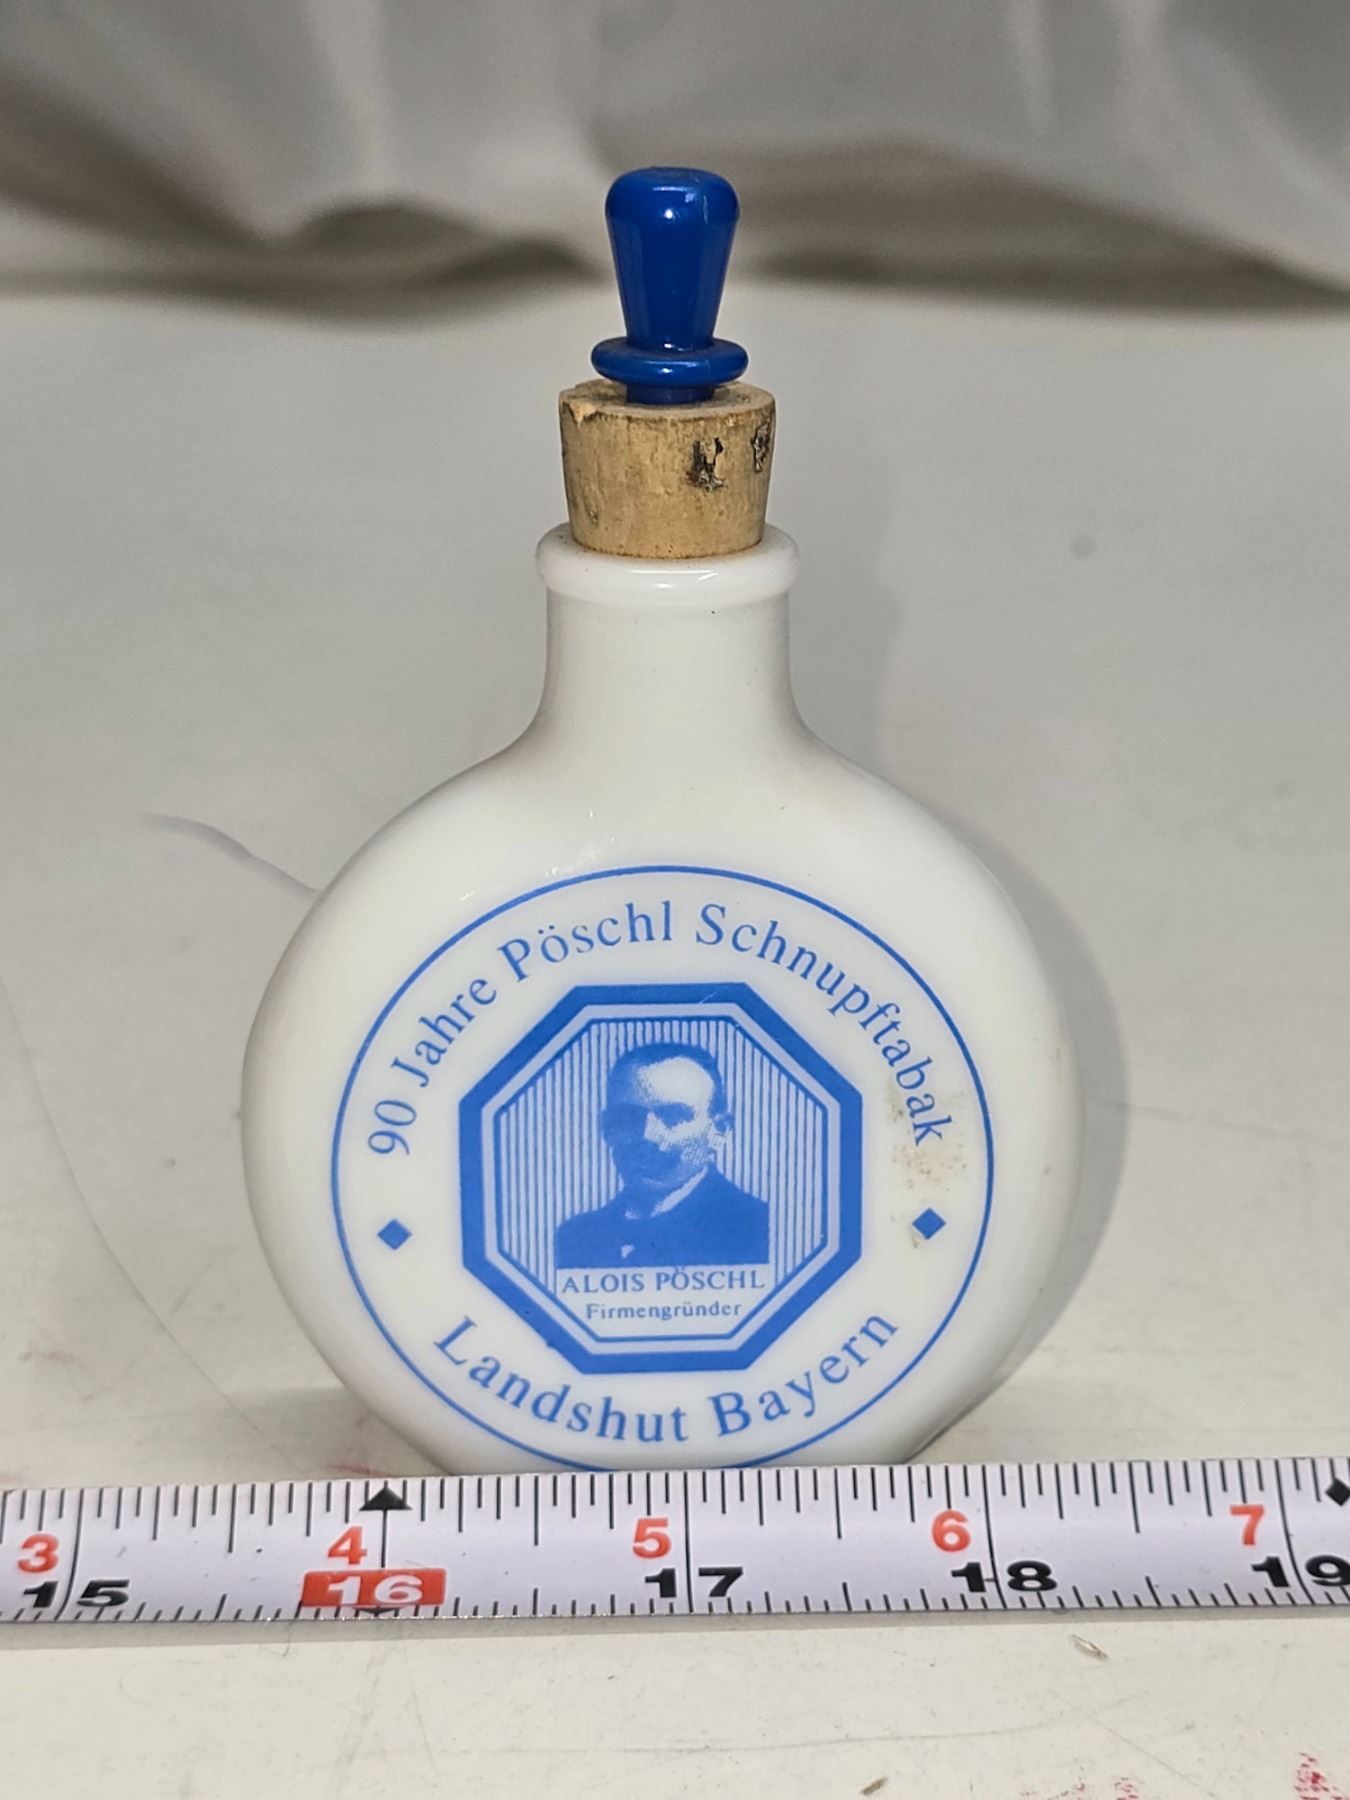 90 Jahre Pöschl Schnupftabak
ALOIS PÖSCHL
Firmengründer
Landshut Bayern
3 4 5 6 7
15 16 17 18 19